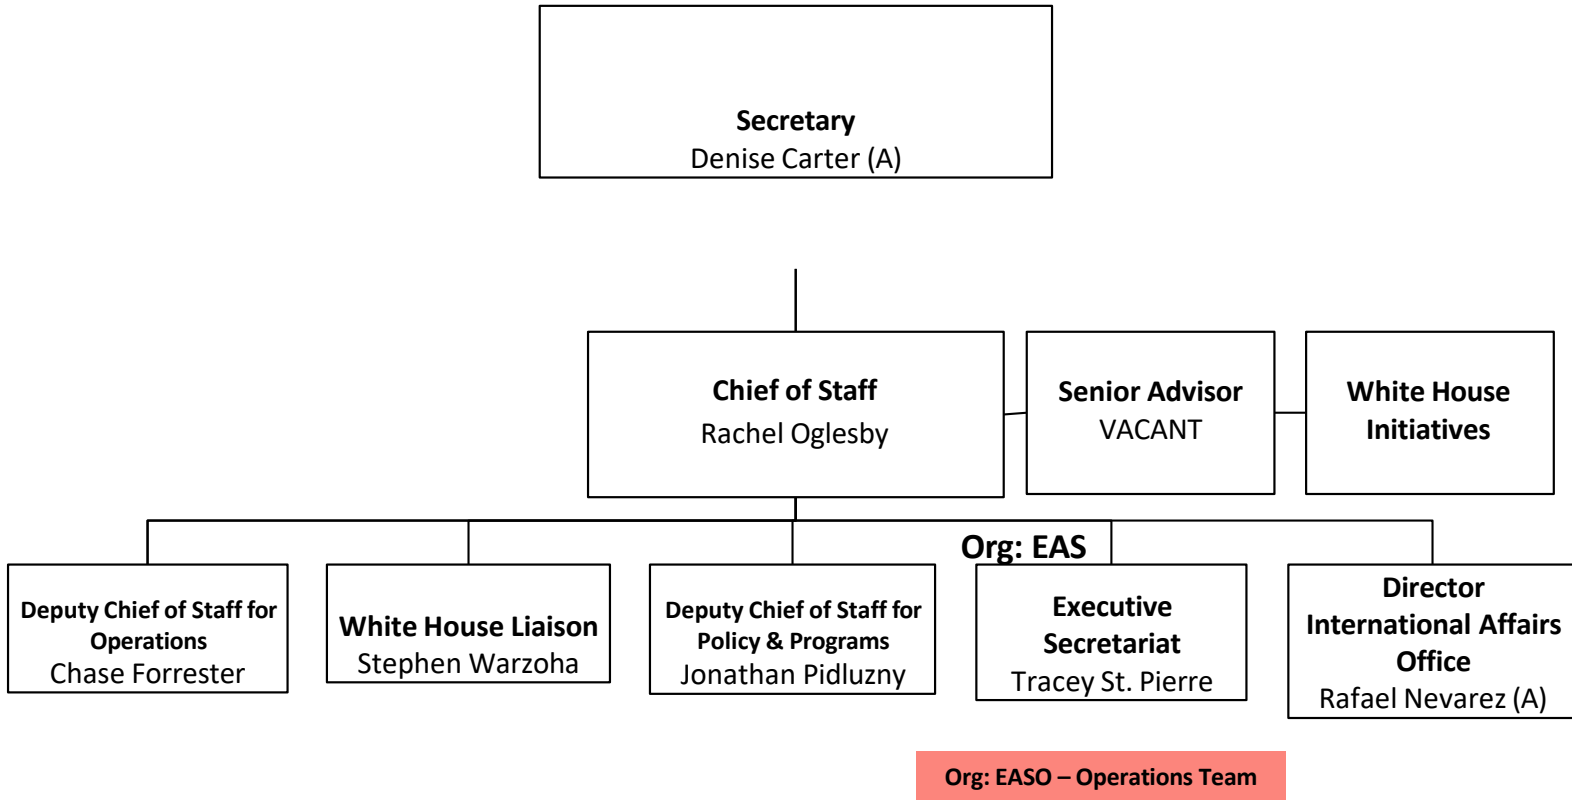 Secretary
Denise Carter (A)
Chief of Staff
Rachel Oglesby
Senior Advisor
VACANT
White House
Initiatives
Org: EAS
Deputy Chief of Staff for
Operations
Chase Forrester
White House Liaison
Stephen Warzoha
Deputy Chief of Staff for
Policy & Programs
Jonathan Pidluzny
Executive
Secretariat
Tracey St. Pierre
Director
International Affairs
Office
Rafael Nevarez (A)
Org: EASO – Operations Team